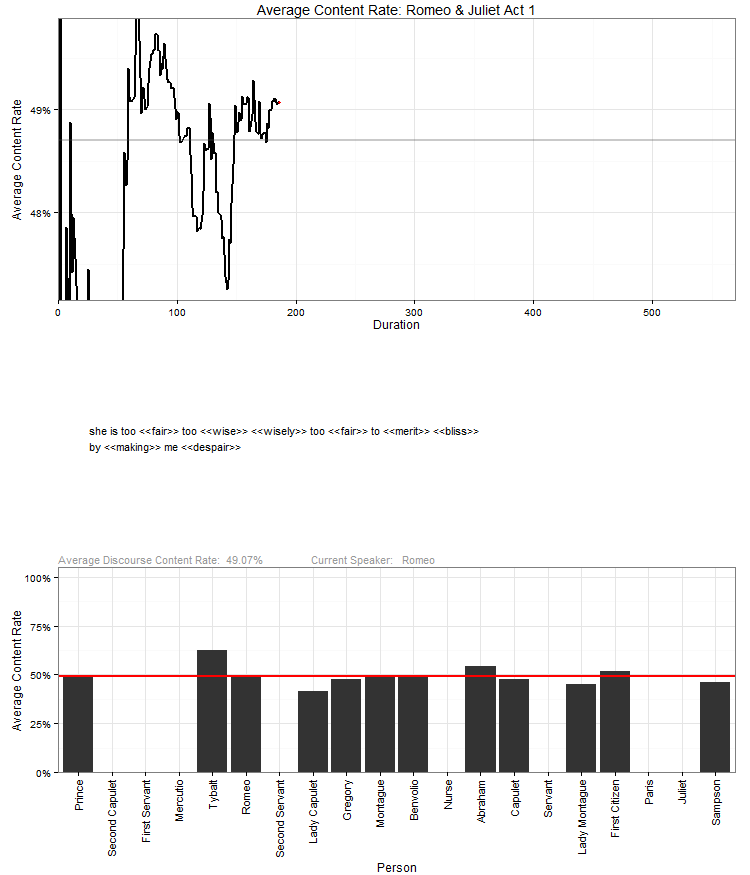 Average Content Rate: Romeo & Juliet Act 1
Average Content Rate
49%
48%
0 100 200 300 400 500
Duration
she is too <<fair>> too <<wise>> <<wisely>> too <<fair>> to <<merit>> <<bliss>>
by <<making>> me <<despair>>
Average Discourse Content Rate: 49.07% Current Speaker: Romeo
Average Content Rate
100%
75%
50%
25%
0%
Prince
Second Capulet
First Servant
Mercutio
Tybalt
Romeo
Second Servant
Lady Capulet
Gregory
Montague
Benvolio
Nurse
Abraham
Capulet
Servant
Lady Montague
First Citizen
Paris
Juliet
Sampson
Person